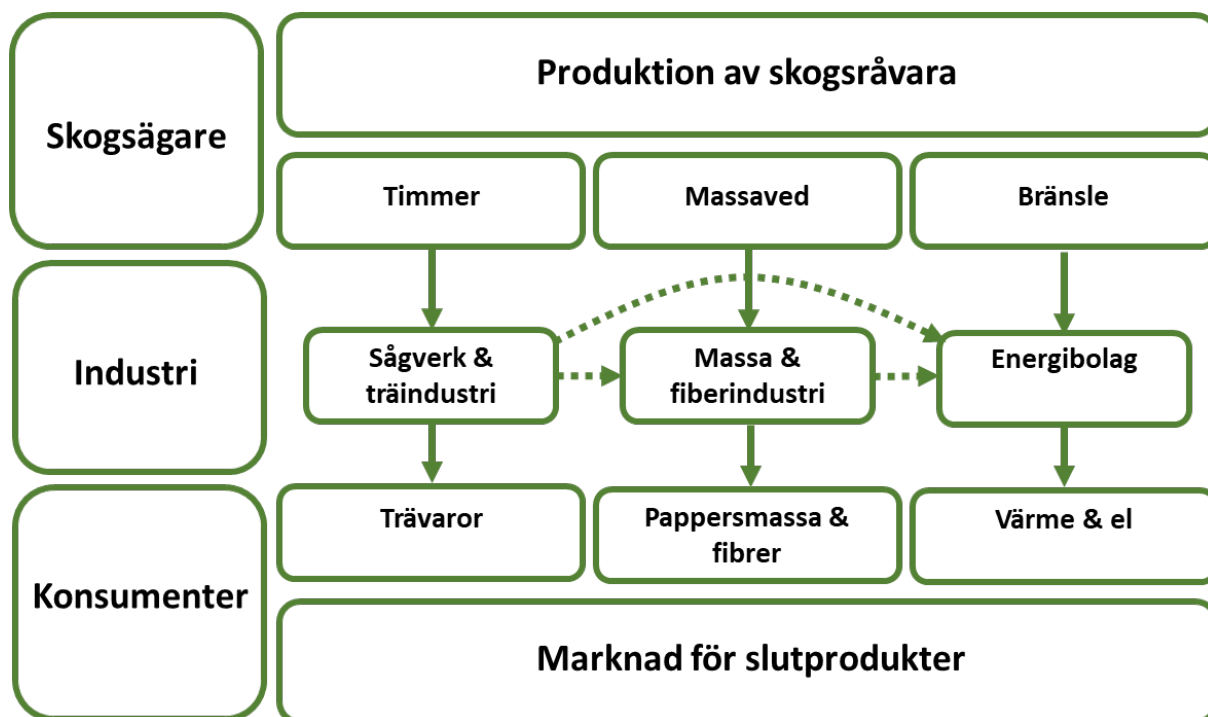 Skogsägare
Produktion av skogsråvara
Timmer
Massaved
Bränsle
Industri
Sågverk &
träindustri
Massa &
fiberindustri
Energibolag
Konsumenter
Trävaror
Pappersmassa &
fibrer
Värme & el
Marknad för slutprodukter